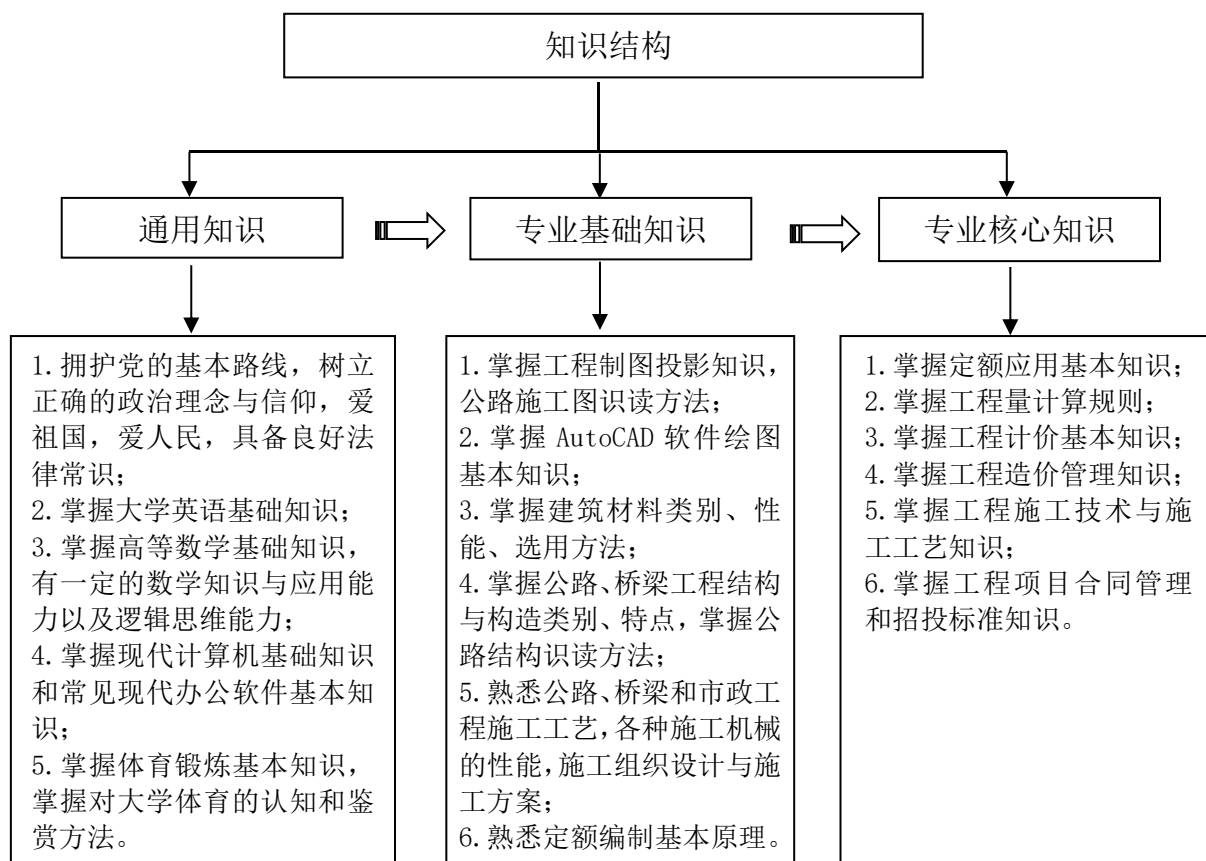 知识结构
通用知识
专业基础知识
专业核心知识
1.拥护党的基本路线，树立
正确的政治理念与信仰，爱
祖国，爱人民，具备良好法
律常识；
2.掌握大学英语基础知识；
3.掌握高等数学基础知识，
有一定的数学知识与应用能
力以及逻辑思维能力；
4.掌握现代计算机基础知识
和常见现代办公软件基本知
识；
5.掌握体育锻炼基本知识，
掌握对大学体育的认知和鉴
赏方法。
1.掌握工程制图投影知识，
公路施工图识读方法；
2.掌握 AutoCAD 软件绘图
基本知识；
3.掌握建筑材料类别、性
能、选用方法；
4.掌握公路、桥梁工程结构
与构造类别、特点，掌握公
路结构识读方法；
5.熟悉公路、桥梁和市政工
程施工工艺，各种施工机械
的性能，施工组织设计与施
工方案；
6.熟悉定额编制基本原理。
1.掌握定额应用基本知识；
2.掌握工程量计算规则；
3.掌握工程计价基本知识；
4.掌握工程造价管理知识；
5.掌握工程施工技术与施
工工艺知识；
6.掌握工程项目合同管理
和招投标准知识。